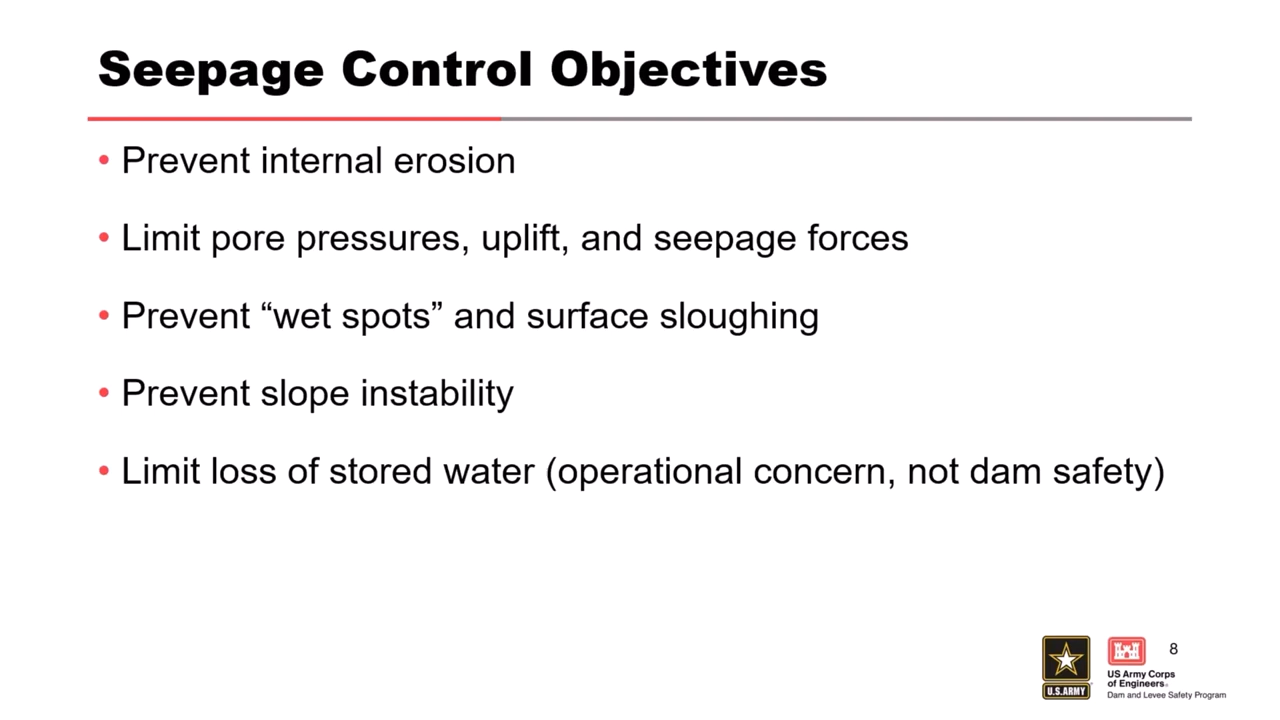 Seepage Control Objectives
• Prevent internal erosion
• Limit pore pressures, uplift, and seepage forces
• Prevent “wet spots” and surface sloughing
• Prevent slope instability
• Limit loss of stored water (operational concern, not dam safety)
8
U.S.ARMY
US Army Corps
of Engineers®
Dam and Levee Safety Program